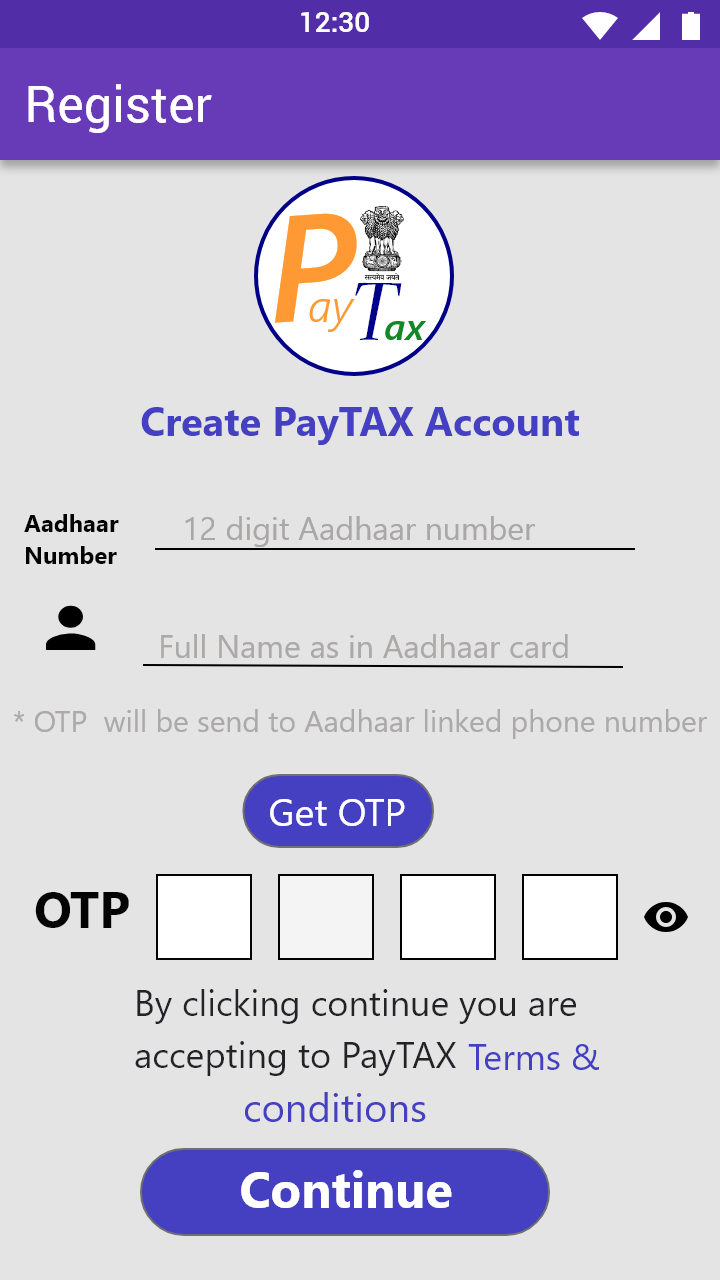 12:30
Register
Pay
सत्यमेव जयते
Tax
Create PayTAX Account
Aadhaar
Number
12 digit Aadhaar number
Full Name as in Aadhaar card
* OTP will be send to Aadhaar linked phone number
Get OTP
OTP
By clicking continue you are
accepting to PayTAX Terms &
conditions
Continue